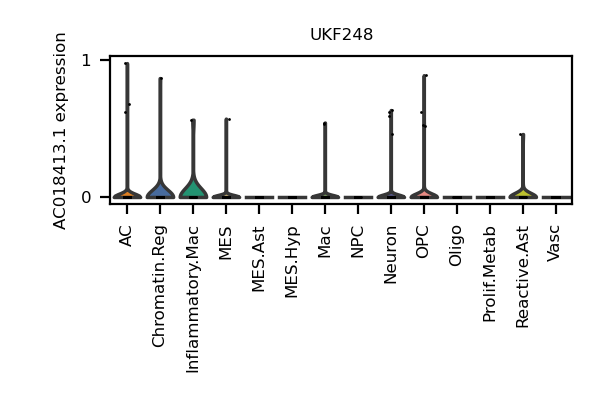 UKF248
AC018413.1 expression
1
0
AC
Chromatin.Reg
Inflammatory.Mac
MES
MES.Ast
MES.Hyp
Mac
NPC
Neuron
OPC
Oligo
Prolif.Metab
Reactive.Ast
Vasc